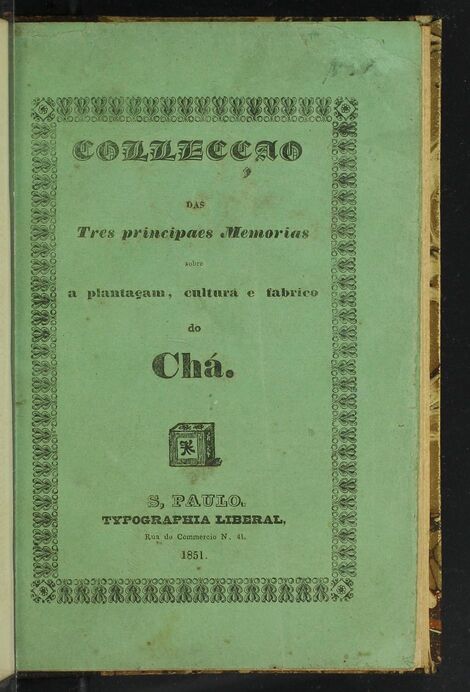 COLLECÇAO
DAS
Tres principaes Memorias
sobre
a plantaçam, cultura e fabrico
do
Chá.
S, PAULO.
TYPOGRAPHIA LIBERAL,
Rua do Commercio N. 41.
1851.